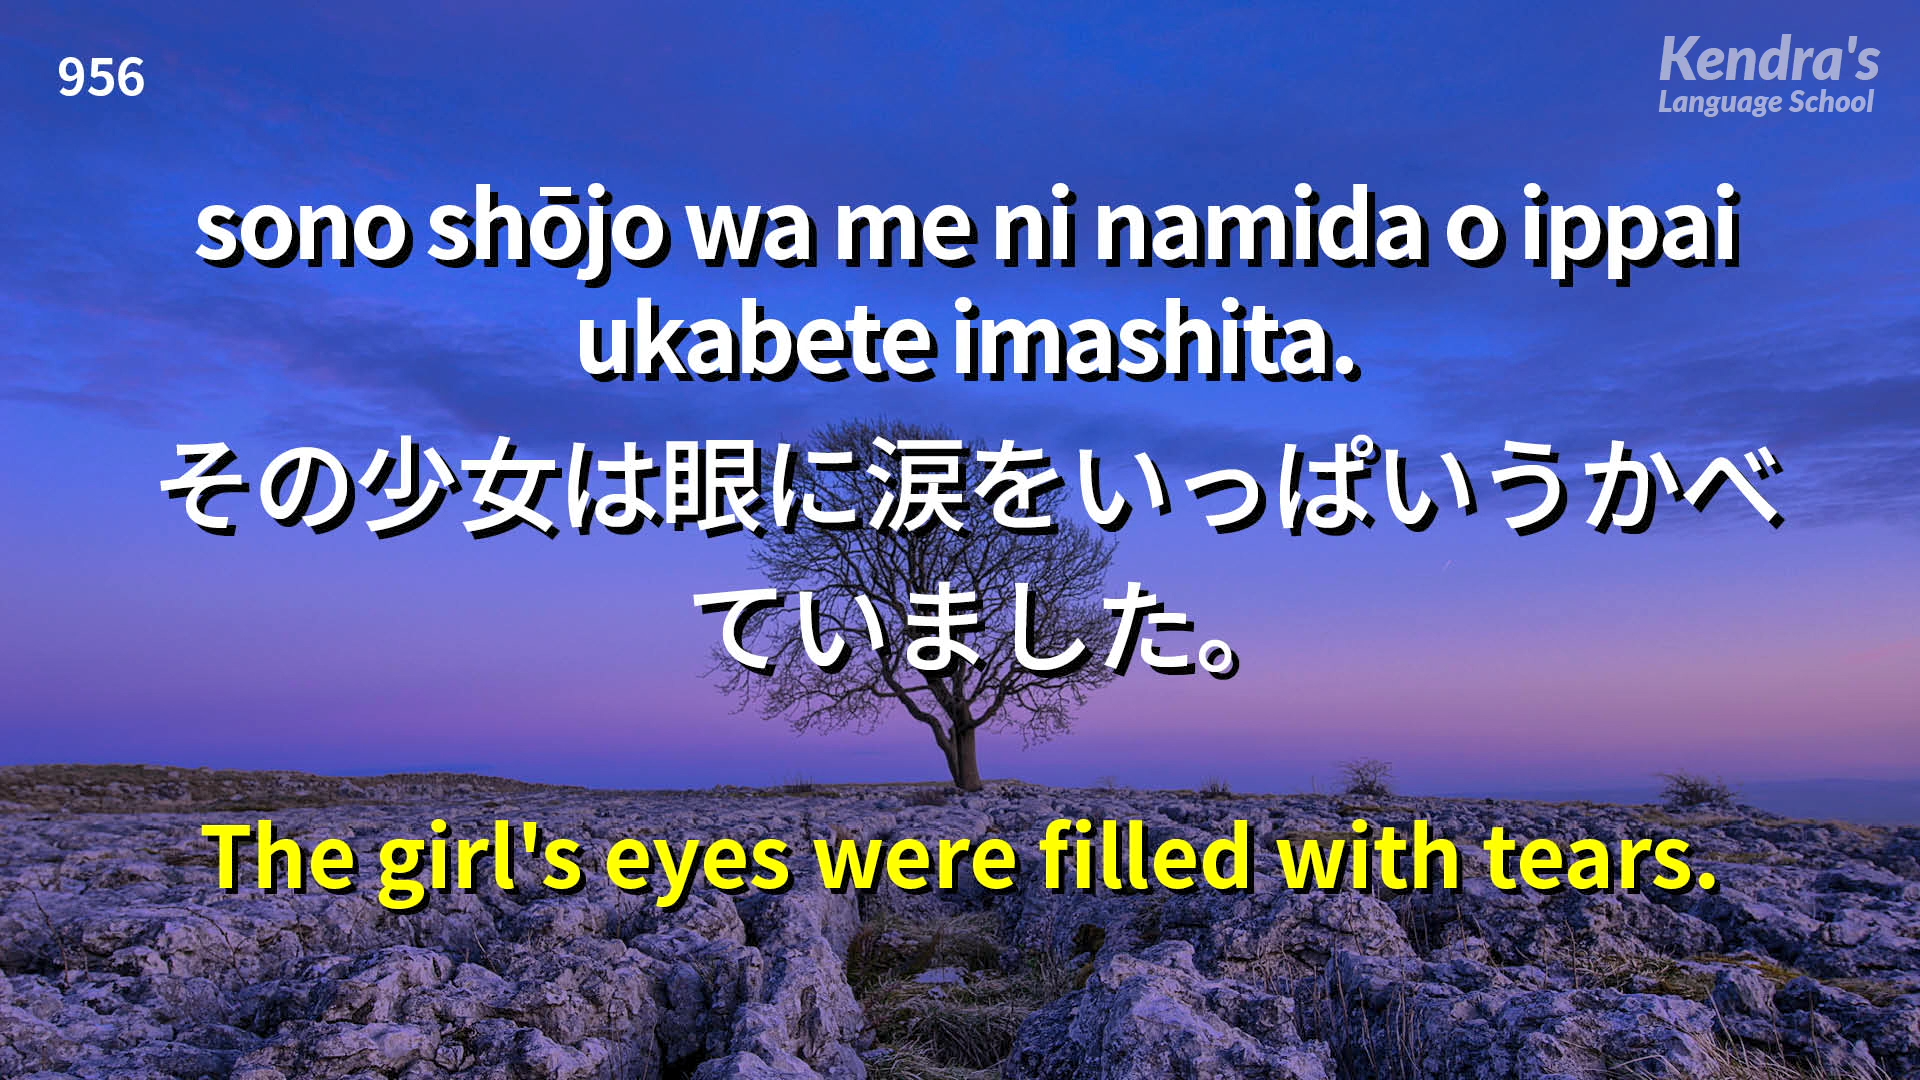 956
Kendra's
Language School
sono shōjo wa me ni namida o ippai
ukabete imashita.
その少女は眼に涙をいっぱいうかべ
ていました。
The girl's eyes were filled with tears.